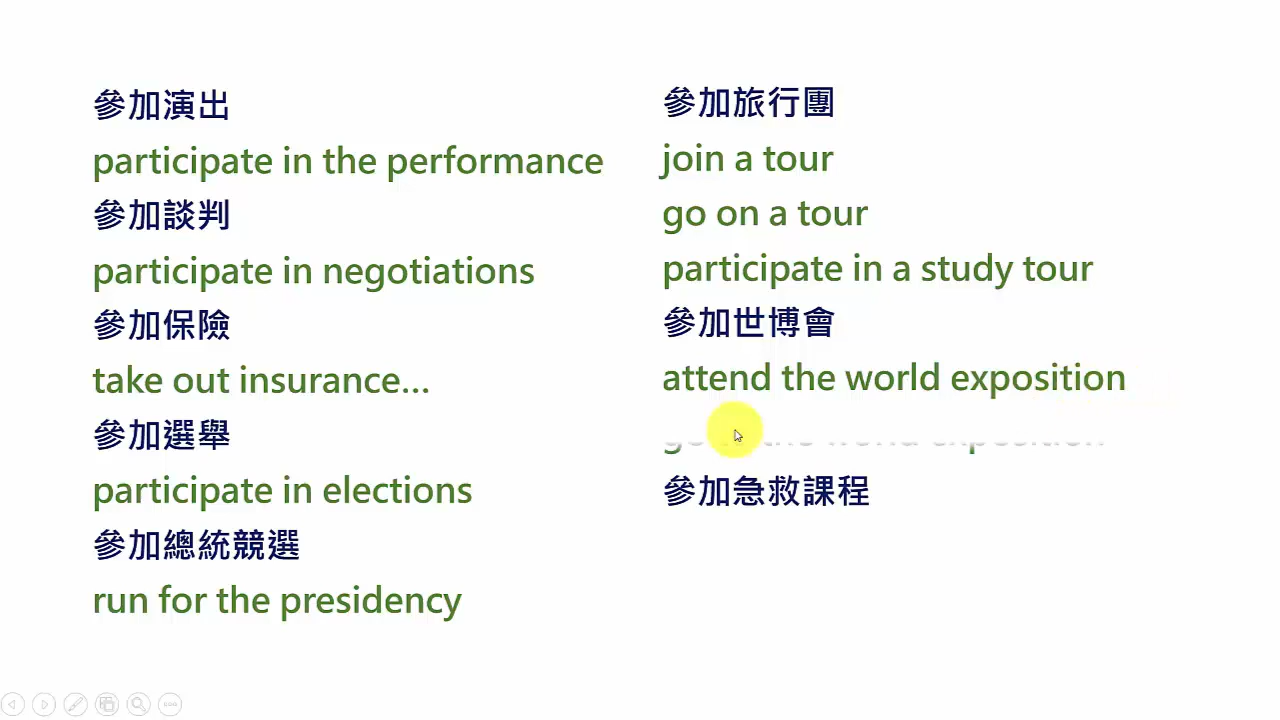 參加演出
participate in the performance
參加談判
participate in negotiations
參加保險
take out insurance...
參加選舉
participate in elections
參加總統競選
run for the presidency
參加旅行團
join a tour
go on a tour
participate in a study tour
參加世博會
attend the world exposition
參加急救課程